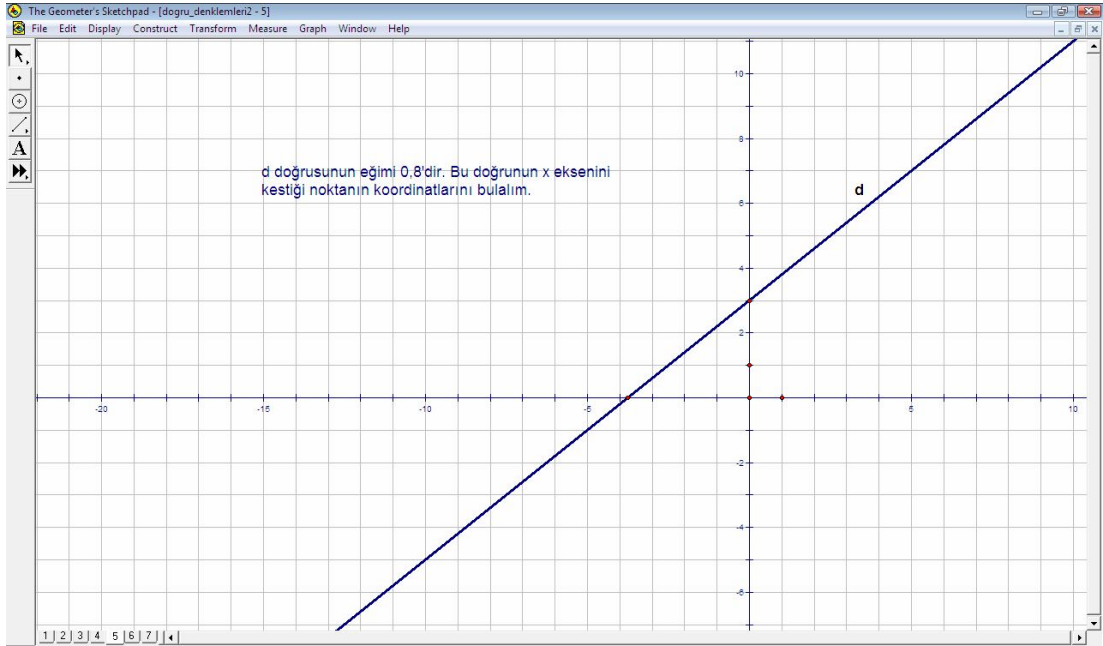 The Geometer's Sketchpad - [dogru_denklemleri2 - 5]
File Edit Display Construct Transform Measure Graph Window Help
A
10
8
d doğrusunun eğimi 0,8'dir. Bu doğrunun x eksenini
kestiği noktanın koordinatlarını bulalım.
d
6
4
2
-20 -15 -10 -5 5 10
-2
-4
-6
1 2 3 4 5 6 7